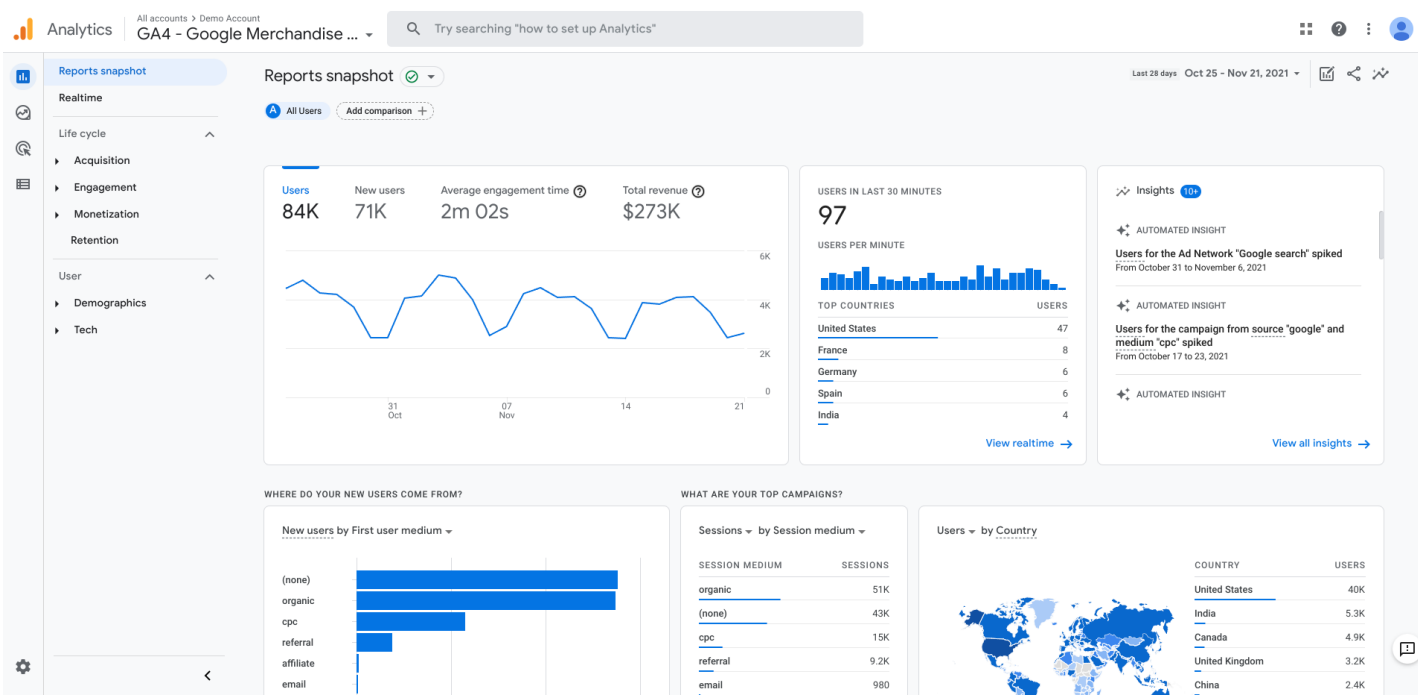 Analytics
All accounts > Demo Account
GA4 - Google Merchandise ...
Try searching "how to set up Analytics"
Reports snapshot
Realtime
Life cycle
Acquisition
Engagement
Monetization
Retention
User
Demographics
Tech
Reports snapshot
Last 28 days Oct 25 - Nov 21, 2021
A All Users
Add comparison +
Users
84K
New users
71K
Average engagement time
2m 02s
Total revenue
$273K
6K
4K
2K
0
31
Oct
07
Nov
14
21
USERS IN LAST 30 MINUTES
97
USERS PER MINUTE
TOP COUNTRIES USERS
United States 47
France 8
Germany 6
Spain 6
India 4
View realtime
Insights 10+
AUTOMATED INSIGHT
Users for the Ad Network "Google search" spiked
From October 31 to November 6, 2021
AUTOMATED INSIGHT
Users for the campaign from source "google" and
medium "cpc" spiked
From October 17 to 23, 2021
AUTOMATED INSIGHT
View all insights
WHERE DO YOUR NEW USERS COME FROM?
New users by First user medium
(none)
organic
cpc
referral
affiliate
email
WHAT ARE YOUR TOP CAMPAIGNS?
Sessions by Session medium
SESSION MEDIUM SESSIONS
organic 51K
(none) 43K
cpc 15K
referral 9.2K
email 980
Users by Country
COUNTRY USERS
United States 40K
India 5.3K
Canada 4.9K
United Kingdom 3.2K
China 2.4K